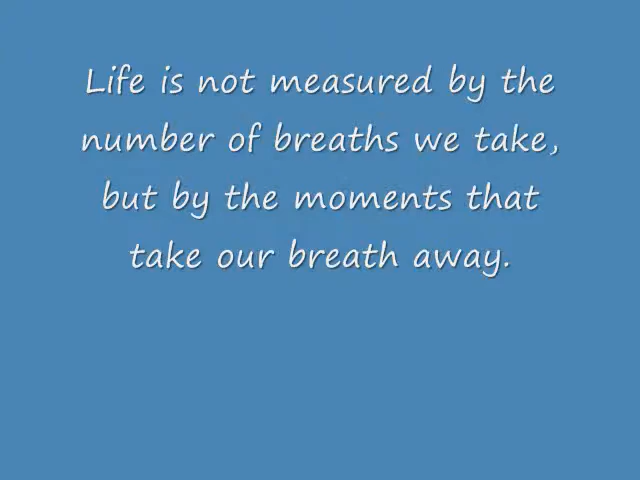 Life is not measured by the
number of breaths we take,
but by the moments that
take our breath away.